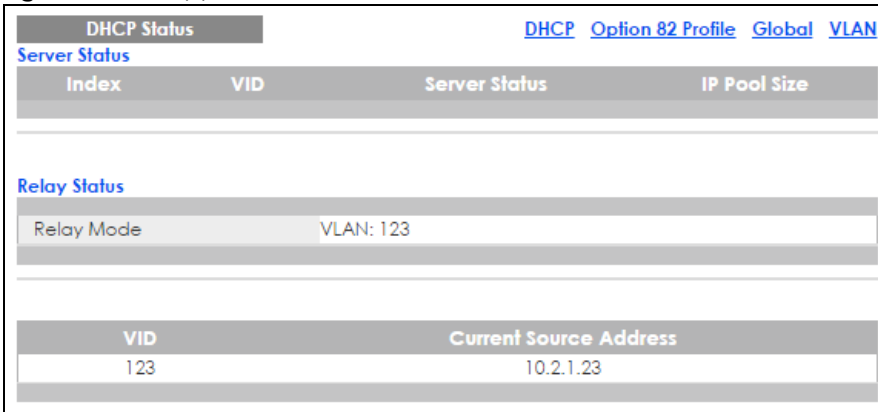 DHCP Status DHCP Option 82 Profile Global VLAN
Server Status
Index VID Server Status IP Pool Size
Relay Status
Relay Mode VLAN: 123
VID Current Source Address
123 10.2.1.23